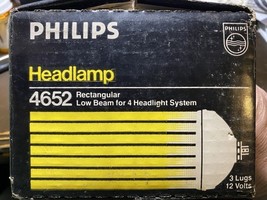 PHILIPS
PHILIPS
Headlamp
4652 Rectangular
Low Beam for 4 Headlight System
3 Lugs
12 Volts